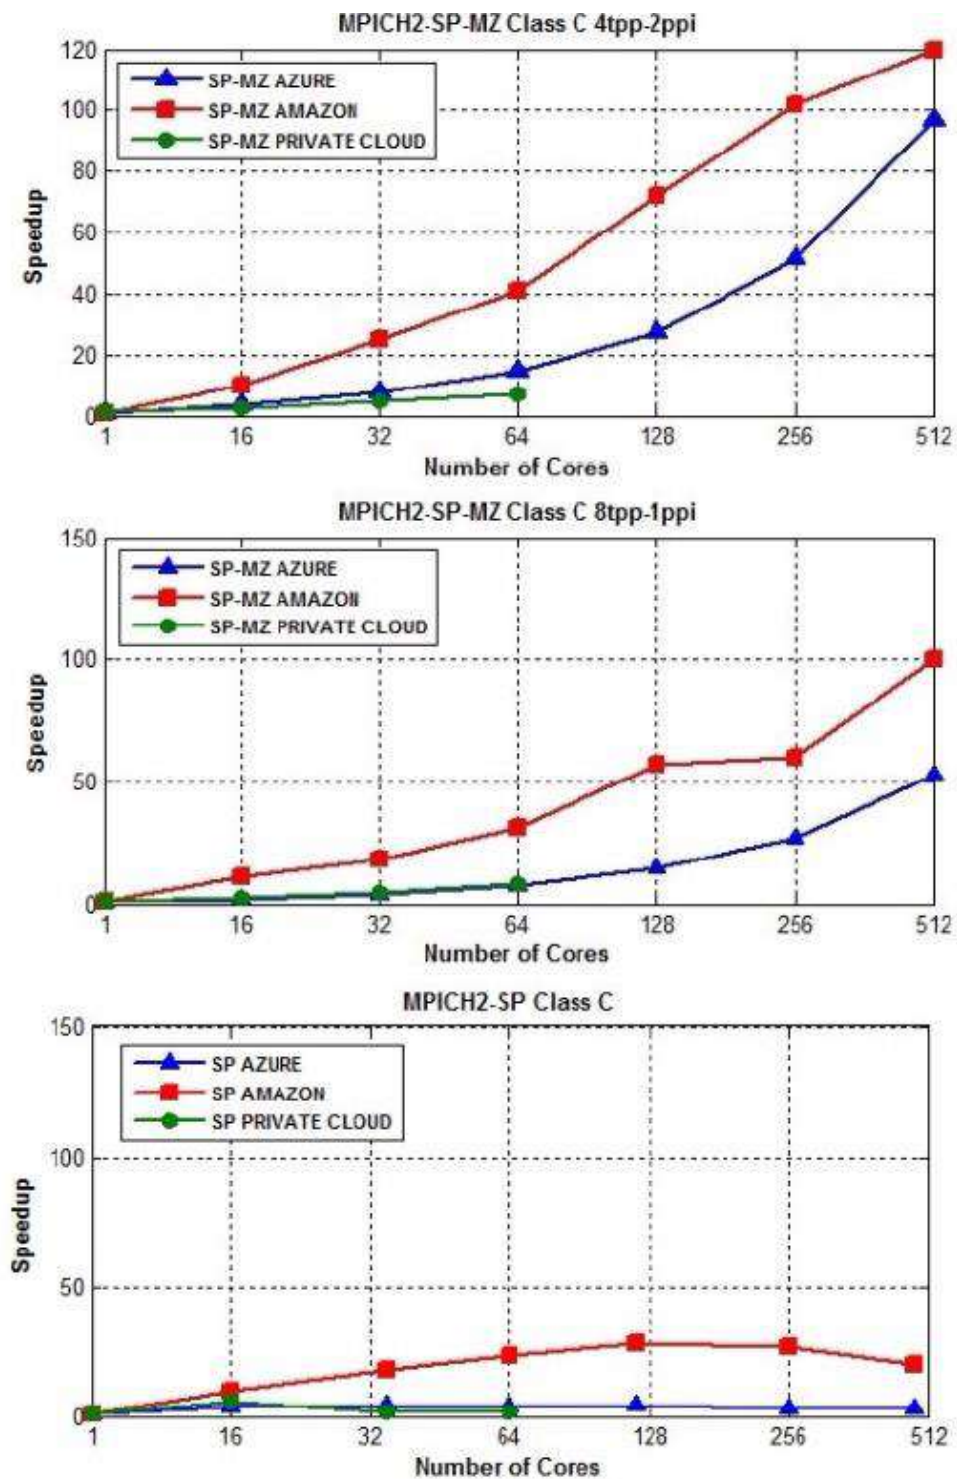 MPICH2-SP-MZ Class C 4tpp-2ppi
120
100
80
60
40
20
0
Speedup
SP-MZ AZURE
SP-MZ AMAZON
SP-MZ PRIVATE CLOUD
1 16 32 64 128 256 512
Number of Cores
MPICH2-SP-MZ Class C 8tpp-1ppi
150
100
50
0
Speedup
SP-MZ AZURE
SP-MZ AMAZON
SP-MZ PRIVATE CLOUD
1 16 32 64 128 256 512
Number of Cores
MPICH2-SP Class C
150
100
50
0
Speedup
SP AZURE
SP AMAZON
SP PRIVATE CLOUD
1 16 32 64 128 256 512
Number of Cores